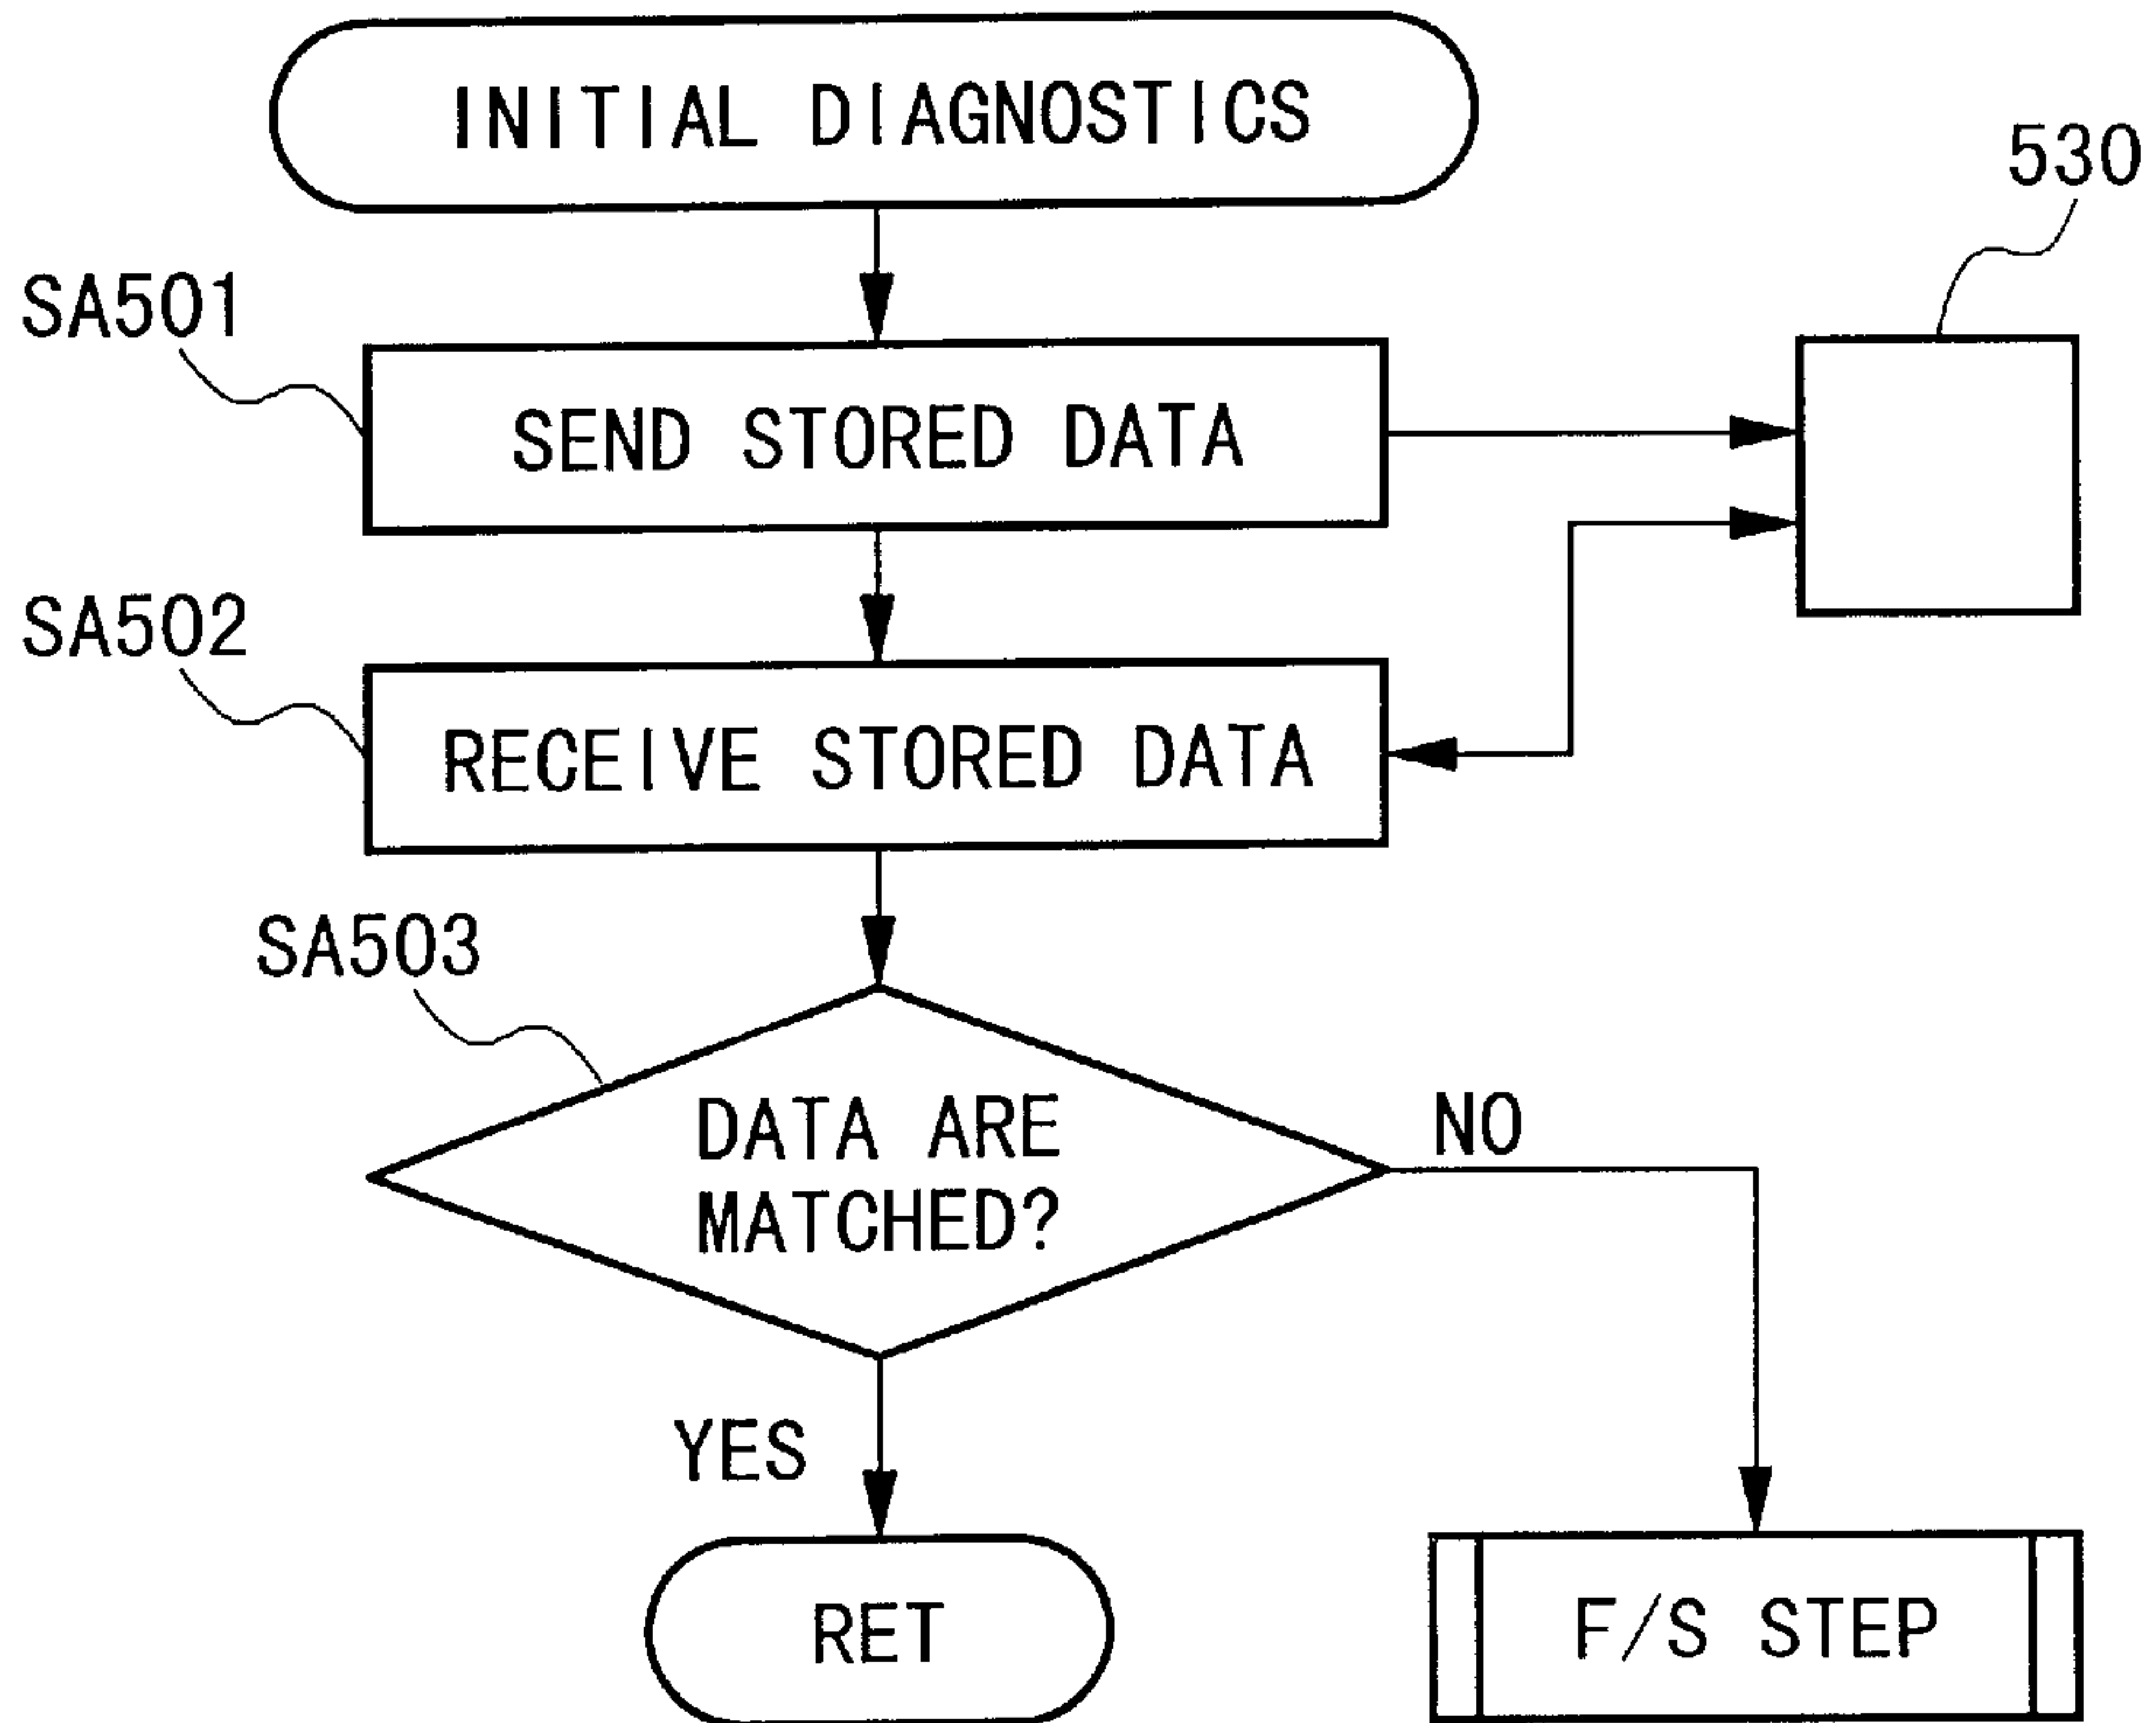 INITIAL DIAGNOSTICS
530
SA501
SEND STORED DATA
SA502
RECEIVE STORED DATA
SA503
DATA ARE
MATCHED?
NO
YES
RET
F/S STEP